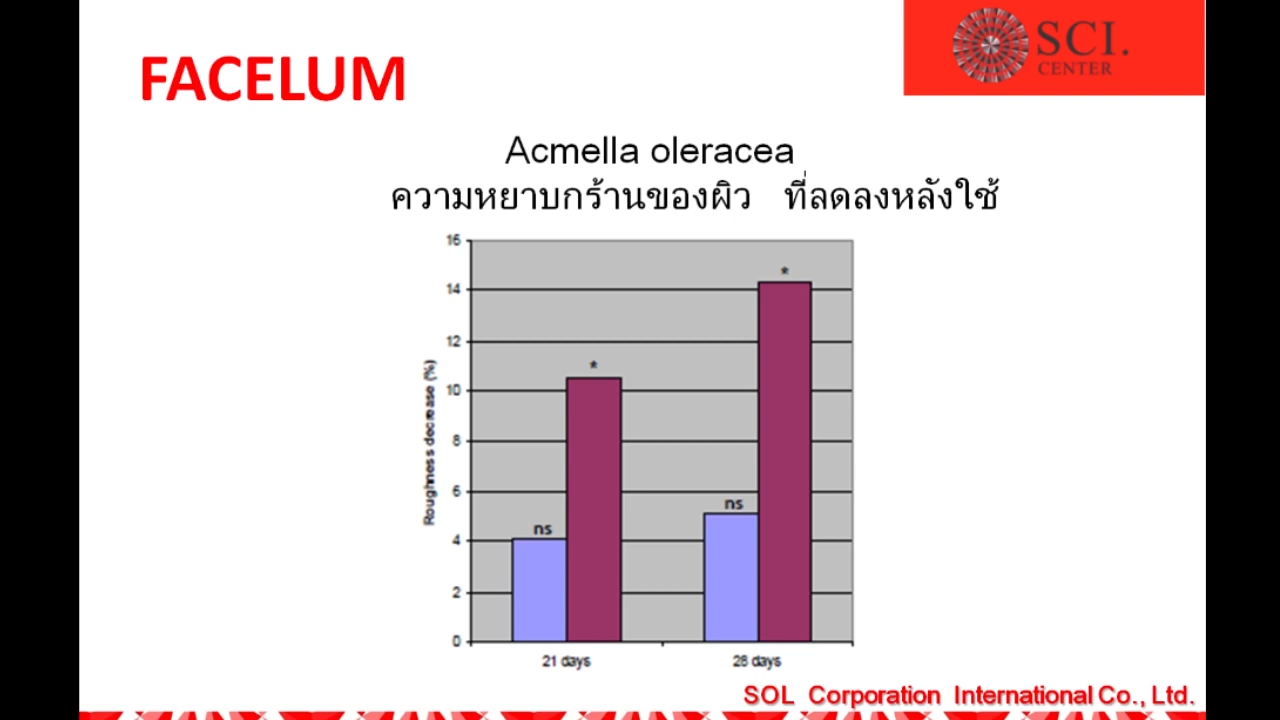 FACELUM
SCI.
CENTER
Acmella oleracea
ความหยาบกร้านของผิว ที่ลดลงหลังใช้
16
14
12
10
8
6
4
2
0
Roughness decrease (%)
ns
*
ns
*
21 days
28 days
SOL Corporation International Co., Ltd.